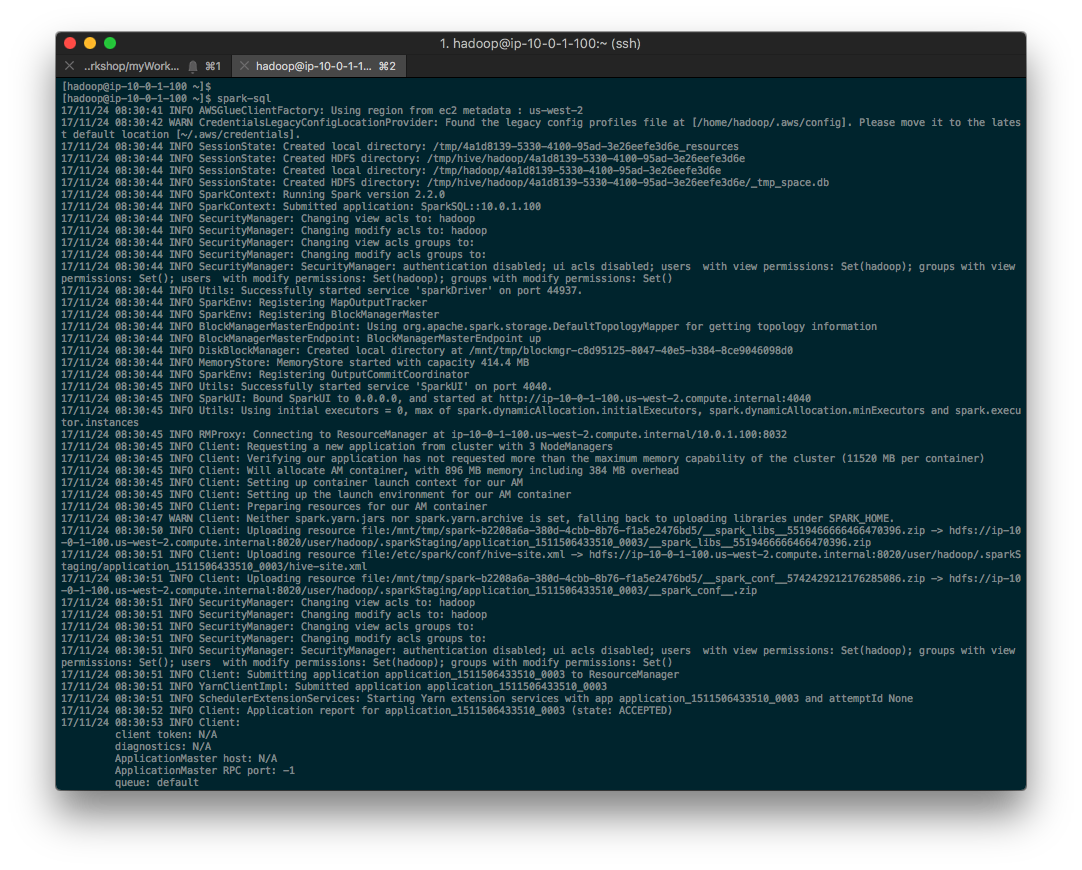 1. hadoop@ip-10-0-1-100:~ (ssh)
..rkshop/myWork... ⌘1
hadoop@ip-10-0-1-1... ⌘2
[hadoop@ip-10-0-1-100 ~]$
[hadoop@ip-10-0-1-100 ~]$ spark-sql
17/11/24 08:30:41 INFO AWSGlueClientFactory: Using region from ec2 metadata : us-west-2
17/11/24 08:30:42 WARN CredentialsLegacyConfigLocationProvider: Found the legacy config profiles file at [/home/hadoop/.aws/config]. Please move it to the lates
t default location [~/.aws/credentials].
17/11/24 08:30:44 INFO SessionState: Created local directory: /tmp/4a1d8139-5330-4100-95ad-3e26eefe3d6e_resources
17/11/24 08:30:44 INFO SessionState: Created HDFS directory: /tmp/hive/hadoop/4a1d8139-5330-4100-95ad-3e26eefe3d6e
17/11/24 08:30:44 INFO SessionState: Created local directory: /tmp/hadoop/4a1d8139-5330-4100-95ad-3e26eefe3d6e
17/11/24 08:30:44 INFO SessionState: Created HDFS directory: /tmp/hive/hadoop/4a1d8139-5330-4100-95ad-3e26eefe3d6e/_tmp_space.db
17/11/24 08:30:44 INFO SparkContext: Running Spark version 2.2.0
17/11/24 08:30:44 INFO SparkContext: Submitted application: SparkSQL::10.0.1.100
17/11/24 08:30:44 INFO SecurityManager: Changing view acls to: hadoop
17/11/24 08:30:44 INFO SecurityManager: Changing modify acls to: hadoop
17/11/24 08:30:44 INFO SecurityManager: Changing view acls groups to:
17/11/24 08:30:44 INFO SecurityManager: Changing modify acls groups to:
17/11/24 08:30:44 INFO SecurityManager: SecurityManager: authentication disabled; ui acls disabled; users  with view permissions: Set(hadoop); groups with view
permissions: Set(); users  with modify permissions: Set(hadoop); groups with modify permissions: Set()
17/11/24 08:30:44 INFO Utils: Successfully started service 'sparkDriver' on port 44937.
17/11/24 08:30:44 INFO SparkEnv: Registering MapOutputTracker
17/11/24 08:30:44 INFO SparkEnv: Registering BlockManagerMaster
17/11/24 08:30:44 INFO BlockManagerMasterEndpoint: Using org.apache.spark.storage.DefaultTopologyMapper for getting topology information
17/11/24 08:30:44 INFO BlockManagerMasterEndpoint: BlockManagerMasterEndpoint up
17/11/24 08:30:44 INFO DiskBlockManager: Created local directory at /mnt/tmp/blockmgr-c8d95125-8047-40e5-b384-8ce9046098d0
17/11/24 08:30:44 INFO MemoryStore: MemoryStore started with capacity 414.4 MB
17/11/24 08:30:44 INFO SparkEnv: Registering OutputCommitCoordinator
17/11/24 08:30:45 INFO Utils: Successfully started service 'SparkUI' on port 4040.
17/11/24 08:30:45 INFO SparkUI: Bound SparkUI to 0.0.0.0, and started at http://ip-10-0-1-100.us-west-2.compute.internal:4040
17/11/24 08:30:45 INFO Utils: Using initial executors = 0, max of spark.dynamicAllocation.initialExecutors, spark.dynamicAllocation.minExecutors and spark.execu
tor.instances
17/11/24 08:30:45 INFO RMProxy: Connecting to ResourceManager at ip-10-0-1-100.us-west-2.compute.internal/10.0.1.100:8032
17/11/24 08:30:45 INFO Client: Requesting a new application from cluster with 3 NodeManagers
17/11/24 08:30:45 INFO Client: Verifying our application has not requested more than the maximum memory capability of the cluster (11520 MB per container)
17/11/24 08:30:45 INFO Client: Will allocate AM container, with 896 MB memory including 384 MB overhead
17/11/24 08:30:45 INFO Client: Setting up container launch context for our AM
17/11/24 08:30:45 INFO Client: Setting up the launch environment for our AM container
17/11/24 08:30:45 INFO Client: Preparing resources for our AM container
17/11/24 08:30:47 WARN Client: Neither spark.yarn.jars nor spark.yarn.archive is set, falling back to uploading libraries under SPARK_HOME.
17/11/24 08:30:50 INFO Client: Uploading resource file:/mnt/tmp/spark-b2208a6a-380d-4cbb-8b76-f1a5e2476bd5/__spark_libs__5519466664466470396.zip -> hdfs://ip-10
-0-1-100.us-west-2.compute.internal:8020/user/hadoop/.sparkStaging/application_1511506433510_0003/__spark_libs__5519466666466470396.zip
17/11/24 08:30:51 INFO Client: Uploading resource file:/etc/spark/conf/hive-site.xml -> hdfs://ip-10-0-1-100.us-west-2.compute.internal:8020/user/hadoop/.sparkS
taging/application_1511506433510_0003/hive-site.xml
17/11/24 08:30:51 INFO Client: Uploading resource file:/mnt/tmp/spark-b2208a6a-380d-4cbb-8b76-f1a5e2476bd5/__spark_conf__5742429212176285086.zip -> hdfs://ip-10
-0-1-100.us-west-2.compute.internal:8020/user/hadoop/.sparkStaging/application_1511506433510_0003/__spark_conf__.zip
17/11/24 08:30:51 INFO SecurityManager: Changing view acls to: hadoop
17/11/24 08:30:51 INFO SecurityManager: Changing modify acls to: hadoop
17/11/24 08:30:51 INFO SecurityManager: Changing view acls groups to:
17/11/24 08:30:51 INFO SecurityManager: Changing modify acls groups to:
17/11/24 08:30:51 INFO SecurityManager: SecurityManager: authentication disabled; ui acls disabled; users  with view permissions: Set(hadoop); groups with view
permissions: Set(); users  with modify permissions: Set(hadoop); groups with modify permissions: Set()
17/11/24 08:30:51 INFO Client: Submitting application application_1511506433510_0003 to ResourceManager
17/11/24 08:30:51 INFO YarnClientImpl: Submitted application application_1511506433510_0003
17/11/24 08:30:51 INFO SchedulerExtensionServices: Starting Yarn extension services with app application_1511506433510_0003 and attemptId None
17/11/24 08:30:52 INFO Client: Application report for application_1511506433510_0003 (state: ACCEPTED)
17/11/24 08:30:53 INFO Client:
client token: N/A
diagnostics: N/A
ApplicationMaster host: N/A
ApplicationMaster RPC port: -1
queue: default